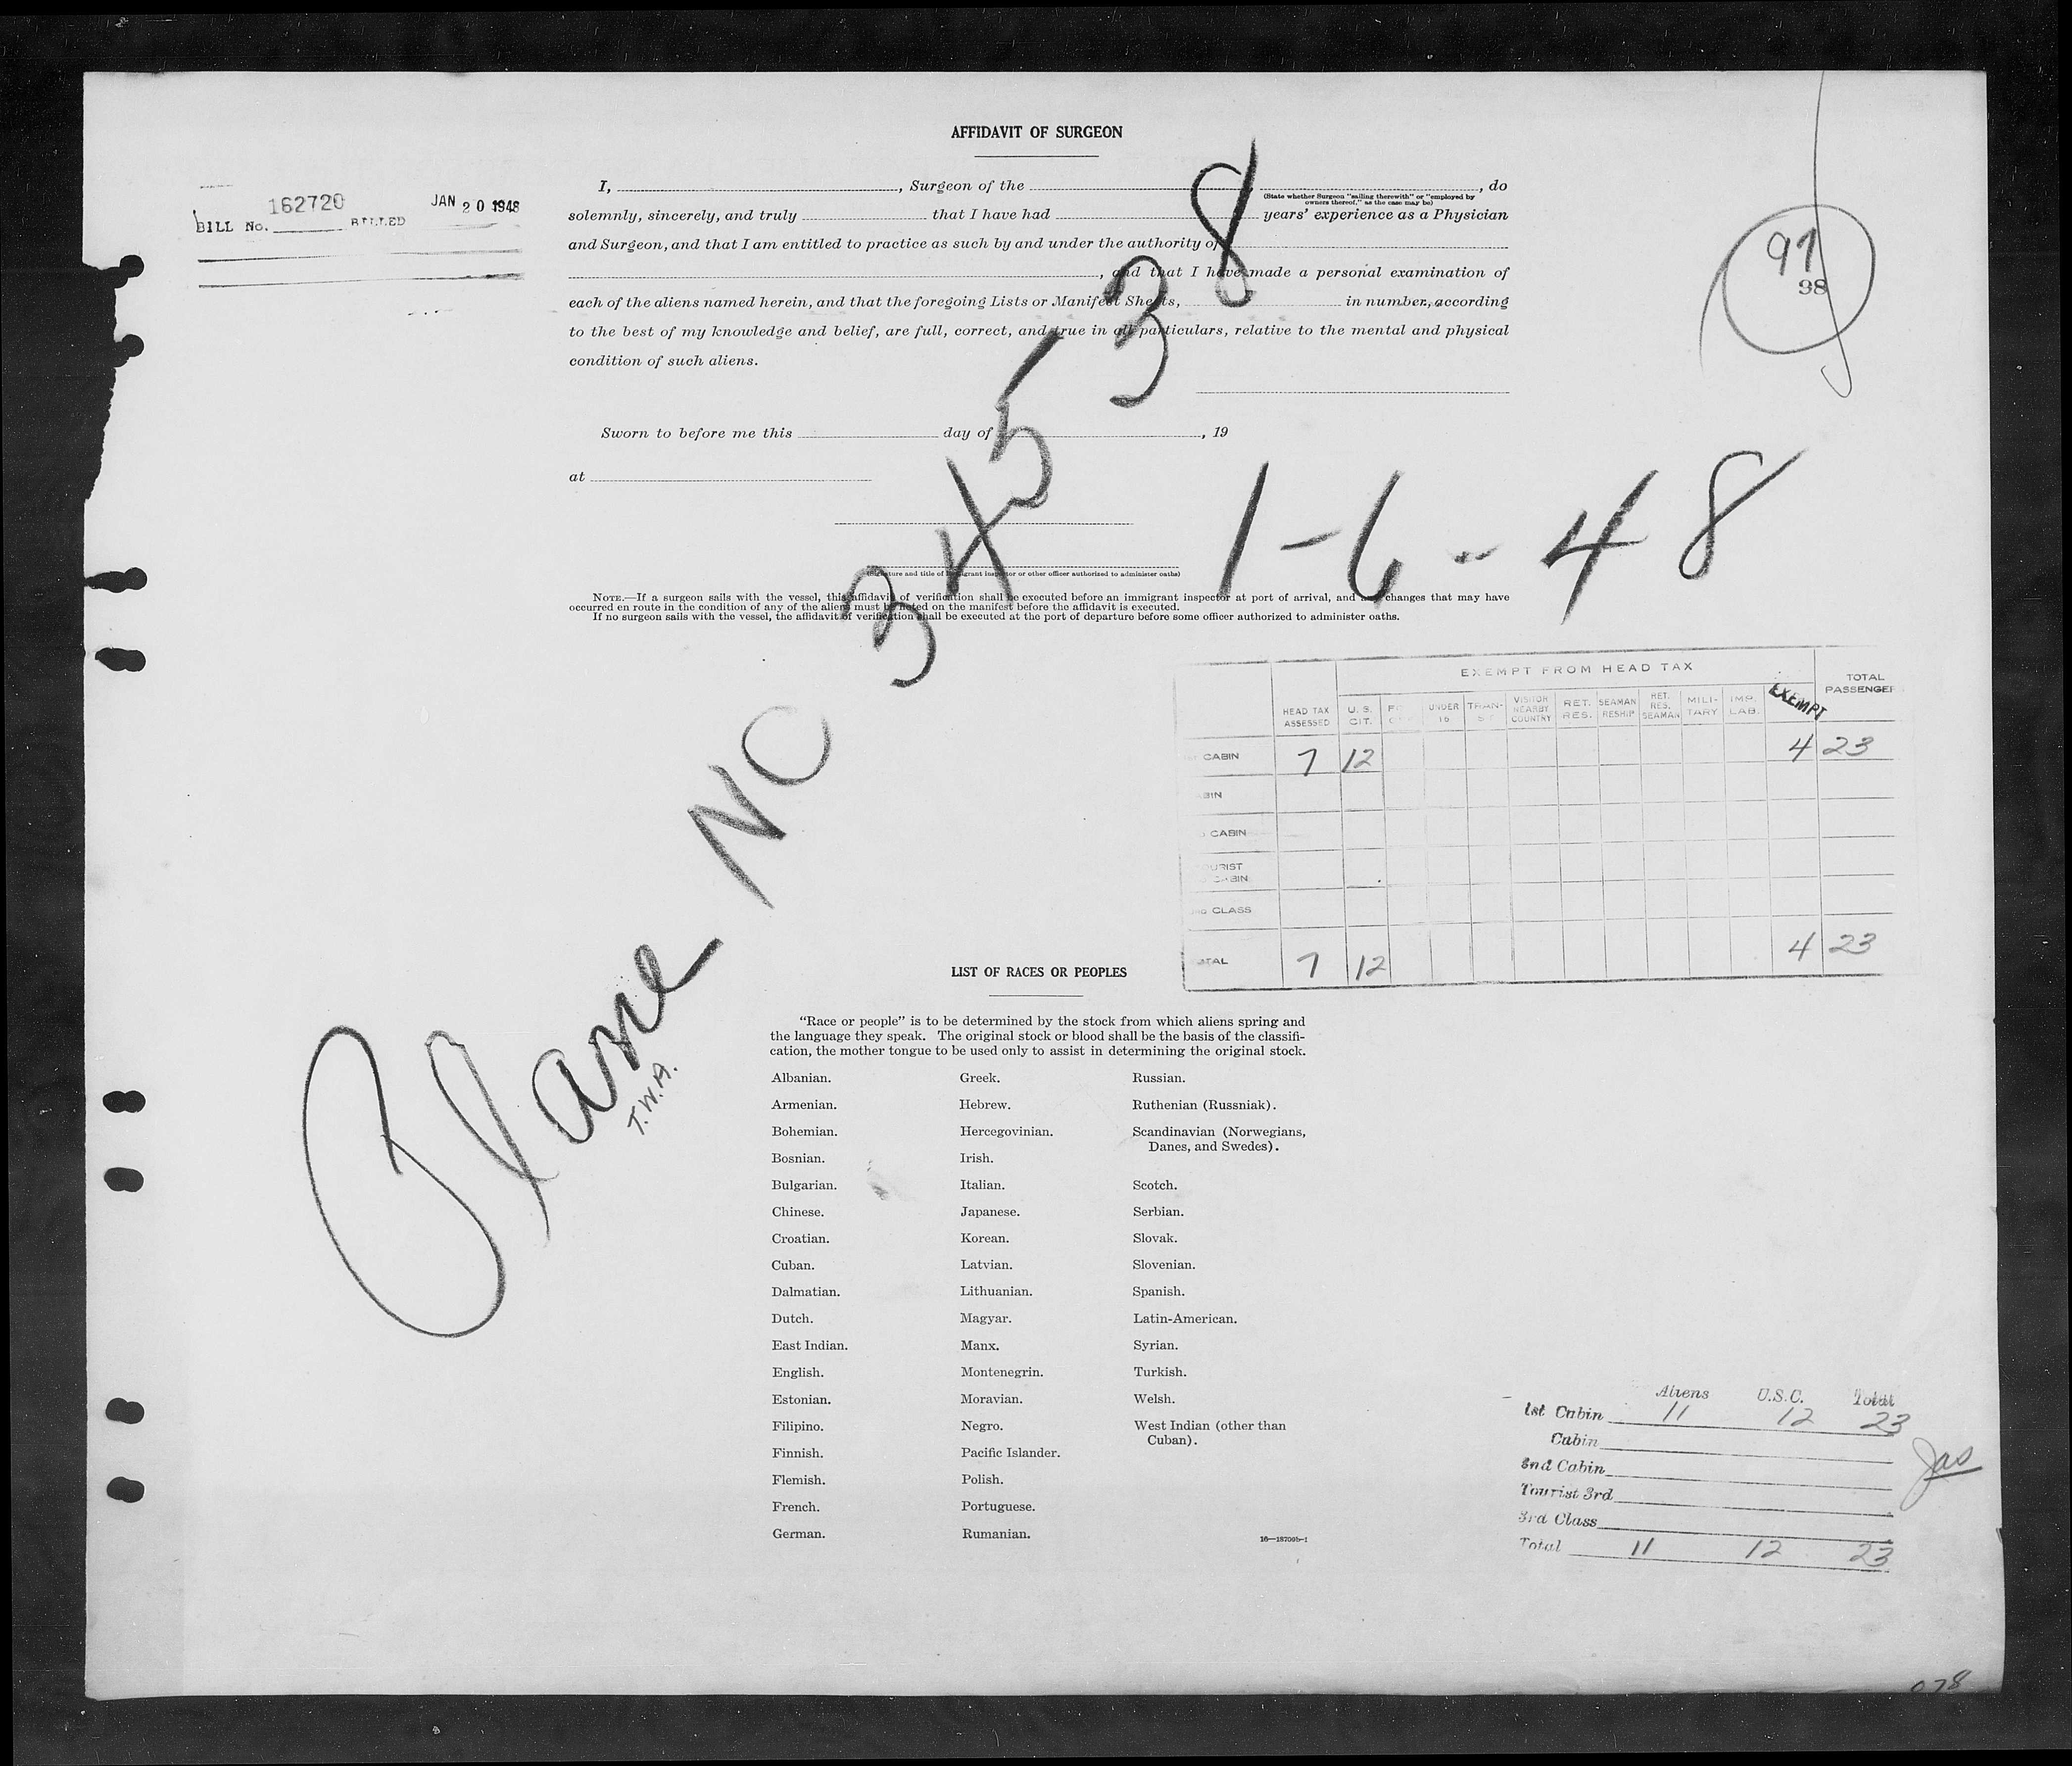 AFFIDAVIT OF SURGEON
BILL No. 162720 BILLED JAN 20 1948
I, , Surgeon of the , do
(State whether Surgeon "sailing therewith" or "employed by
owners thereof," as the case may be)
solemnly, sincerely, and truly that I have had years' experience as a Physician
and Surgeon, and that I am entitled to practice as such by and under the authority of
, and that I have made a personal examination of
each of the aliens named herein, and that the foregoing Lists or Manifest Sheets, in number, according
to the best of my knowledge and belief, are full, correct, and true in all particulars, relative to the mental and physical
condition of such aliens.
97
98
Sworn to before me this day of , 19
at
(Signature and title of immigrant inspector or other officer authorized to administer oaths)
1-6-48
NOTE.—If a surgeon sails with the vessel, this affidavit of verification shall be executed before an immigrant inspector at port of arrival, and any changes that may have
occurred en route in the condition of any of the aliens must be noted on the manifest before the affidavit is executed.
If no surgeon sails with the vessel, the affidavit of verification shall be executed at the port of departure before some officer authorized to administer oaths.
Plane NC 34538
T.W.A.
EXEMPT FROM HEAD TAX
HEAD TAX ASSESSED U. S. CIT. UNDER 16 VISITOR NEARBY COUNTRY RET. RES. SEAMAN RESHIP RET. RES. SEAMAN MILI-TARY IMP. LAB. EXEMPT TOTAL PASSENGER
CABIN 7 12 4 23
CABIN
TOURIST
CABIN
CLASS
TOTAL 7 12 4 23
LIST OF RACES OR PEOPLES
"Race or people" is to be determined by the stock from which aliens spring and
the language they speak. The original stock or blood shall be the basis of the classifi-
cation, the mother tongue to be used only to assist in determining the original stock.
Albanian. Greek. Russian.
Armenian. Hebrew. Ruthenian (Russniak).
Bohemian. Hercegovinian. Scandinavian (Norwegians,
Danes, and Swedes).
Bosnian. Irish.
Bulgarian. Italian. Scotch.
Chinese. Japanese. Serbian.
Croatian. Korean. Slovak.
Cuban. Latvian. Slovenian.
Dalmatian. Lithuanian. Spanish.
Dutch. Magyar. Latin-American.
East Indian. Manx. Syrian.
English. Montenegrin. Turkish.
Estonian. Moravian. Welsh.
Filipino. Negro. West Indian (other than
Cuban).
Finnish. Pacific Islander.
Flemish. Polish.
French. Portuguese.
German. Rumanian.
Aliens U.S.C. Total
1st Cabin 11 12 23
Cabin
2nd Cabin
Tourist 3rd
3rd Class
Total 11 12 23
Jas
078